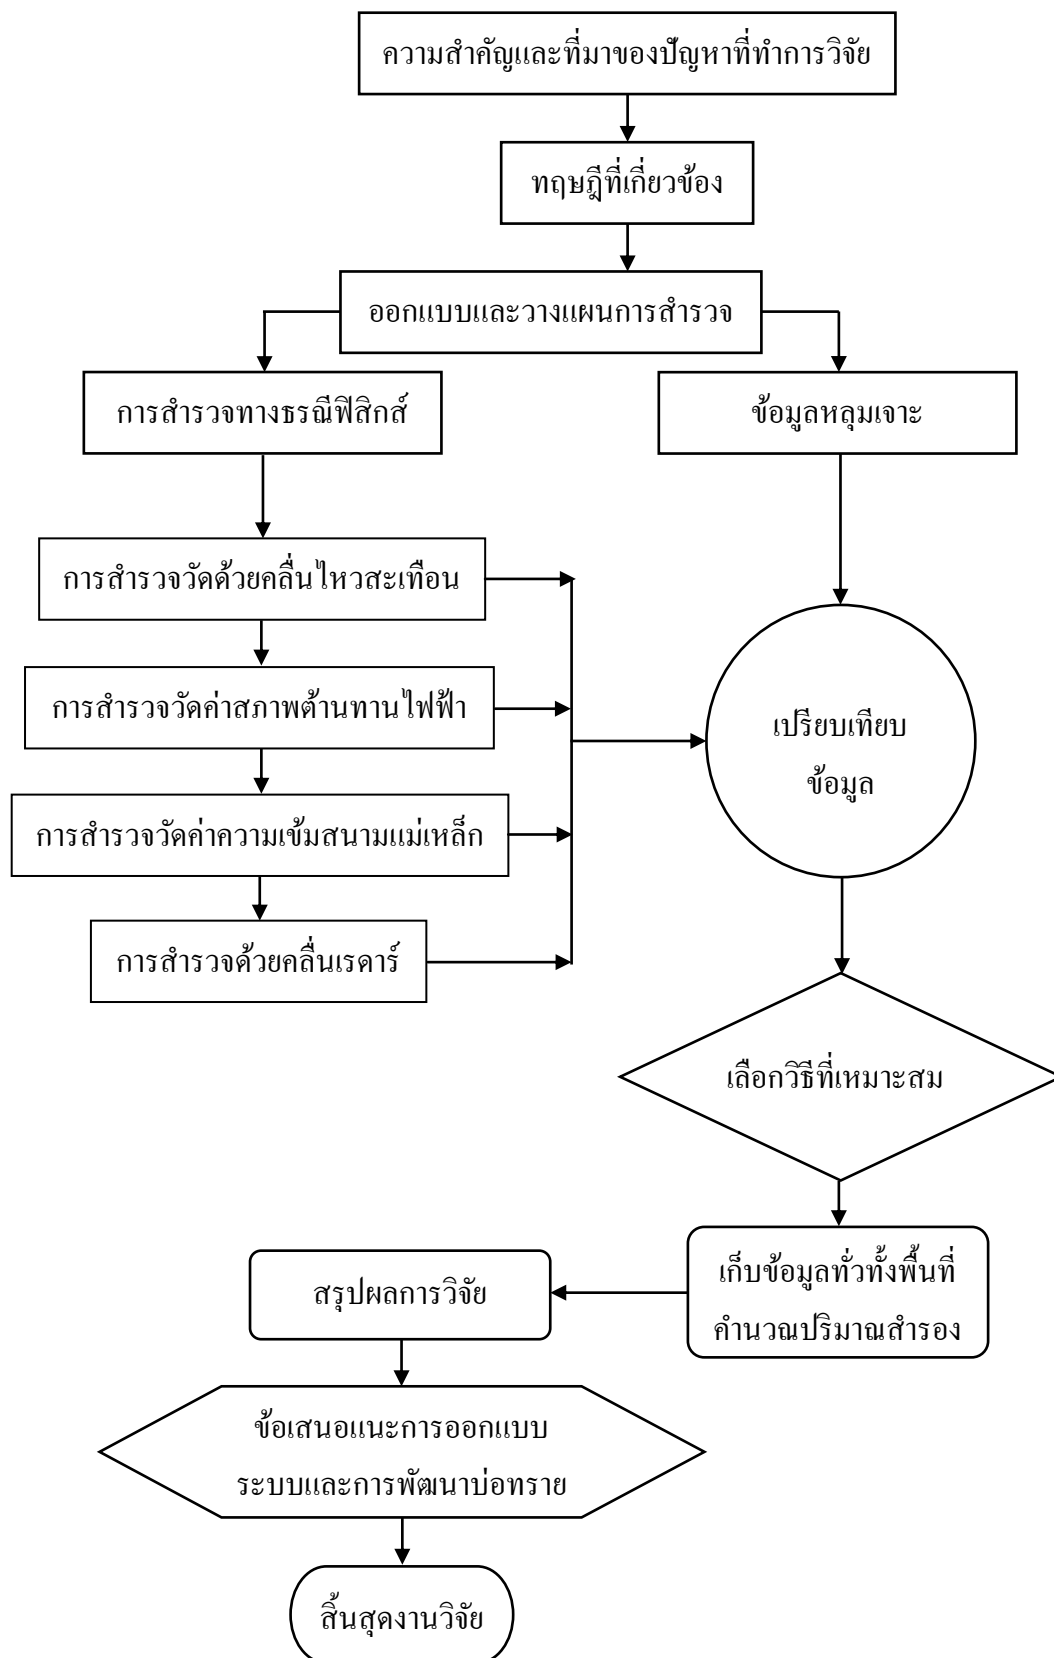 ความสำคัญและที่มาของปัญหาที่ทำการวิจัย
ทฤษฎีที่เกี่ยวข้อง
ออกแบบและวางแผนการสำรวจ
การสำรวจทางธรณีฟิสิกส์
ข้อมูลหลุมเจาะ
การสำรวจวัดด้วยคลื่นไหวสะเทือน
การสำรวจวัดค่าสภาพต้านทานไฟฟ้า
การสำรวจวัดค่าความเข้มสนามแม่เหล็ก
การสำรวจด้วยคลื่นเรดาร์
เปรียบเทียบ
ข้อมูล
เลือกวิธีที่เหมาะสม
เก็บข้อมูลทั่วทั้งพื้นที่
คำนวณปริมาณสำรอง
สรุปผลการวิจัย
ข้อเสนอแนะการออกแบบ
ระบบและการพัฒนาบ่อทราย
สิ้นสุดงานวิจัย